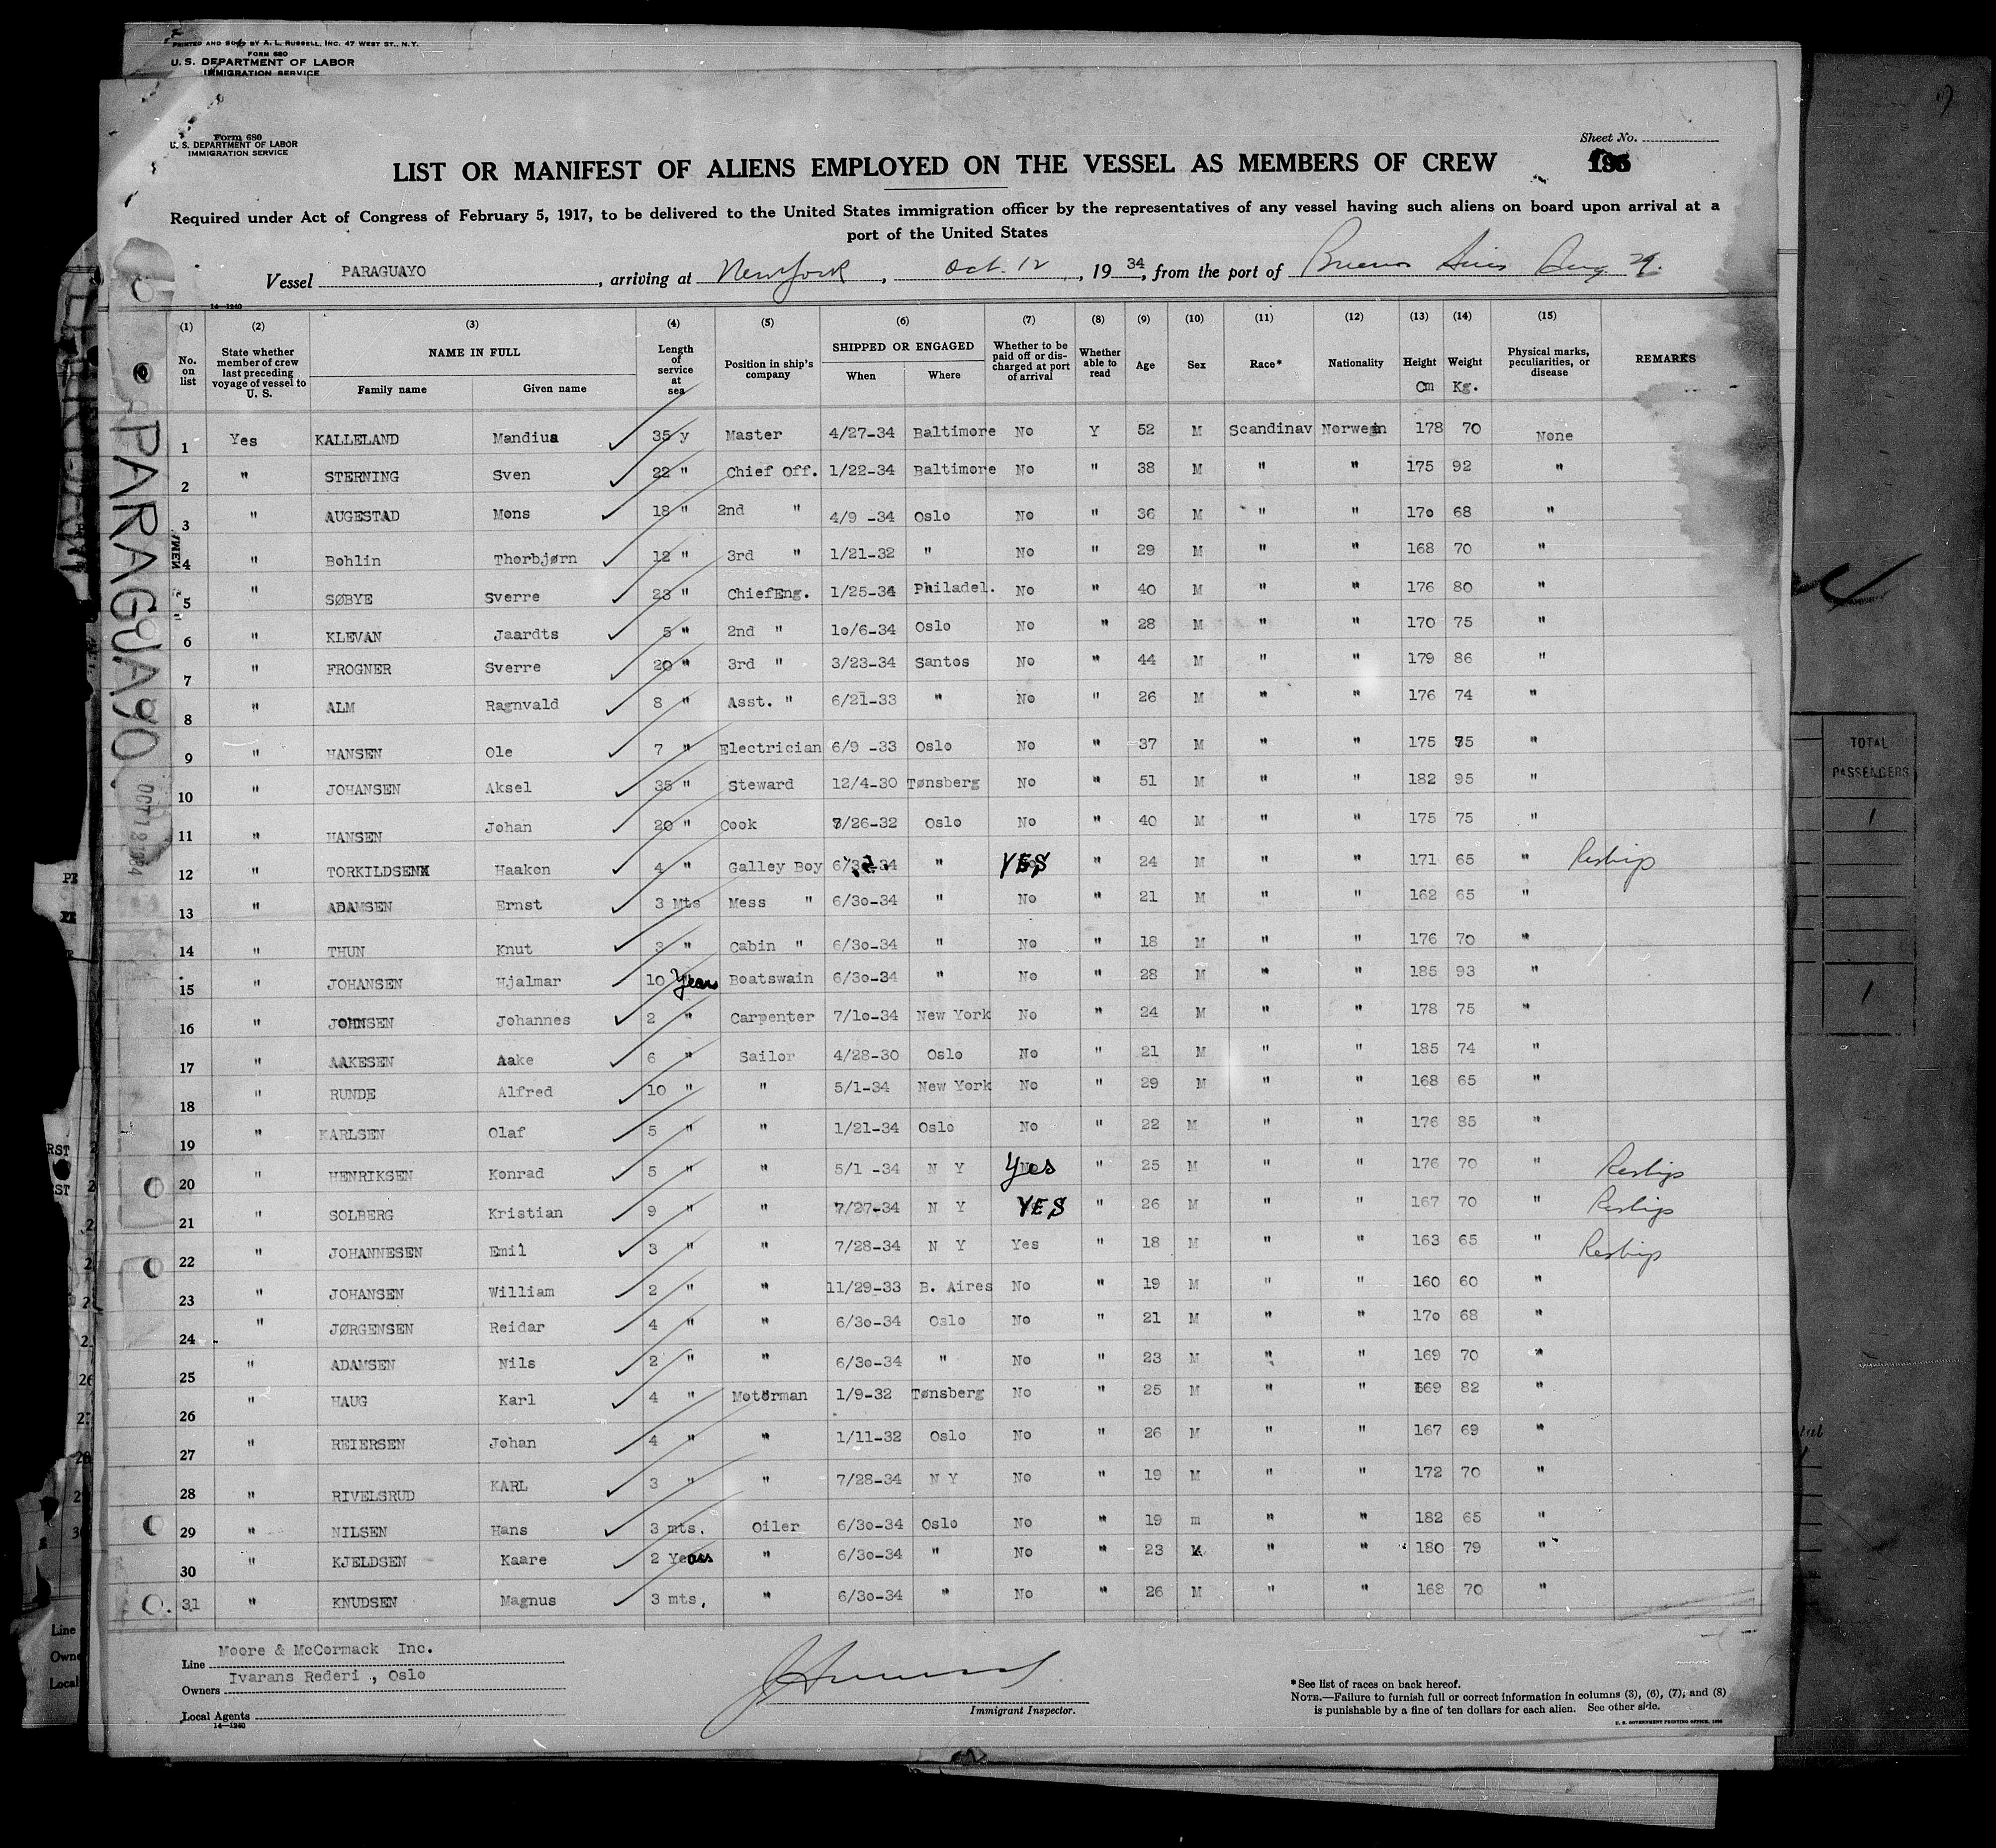 PRINTED AND SOLD BY A. L. RUSSELL, INC. 47 WEST ST., N.Y.
FORM 680
U. S. DEPARTMENT OF LABOR
IMMIGRATION SERVICE
Form 680
U. S. DEPARTMENT OF LABOR
IMMIGRATION SERVICE
Sheet No.
LIST OR MANIFEST OF ALIENS EMPLOYED ON THE VESSEL AS MEMBERS OF CREW
Required under Act of Congress of February 5, 1917, to be delivered to the United States immigration officer by the representatives of any vessel having such aliens on board upon arrival at a
port of the United States
Vessel PARAGUAYO, arriving at New York, Oct. 12, 1934, from the port of Buenos Aires Aug 29.
14—1240
(1) (2) (3) (4) (5) (6) (7) (8) (9) (10) (11) (12) (13) (14) (15)
No. on list State whether member of crew last preceding voyage of vessel to U. S. NAME IN FULL Family name Given name Length of service at sea Position in ship's company SHIPPED OR ENGAGED When Where Whether to be paid off or discharged at port of arrival Whether able to read Age Sex Race* Nationality Height Cm Weight Kg. Physical marks, peculiarities, or disease REMARKS
1 Yes KALLELAND Mandius 35 y Master 4/27-34 Baltimore No Y 52 M Scandinav Norwegin 178 70 None
2 " STERNING Sven 22 " Chief Off. 1/22-34 Baltimore No " 38 M " " 175 92 "
3 " AUGESTAD Mons 18 " 2nd " 4/9 -34 Oslo No " 36 M " " 170 68 "
4 " Bohlin Thorbjørn 12 " 3rd " 1/21-32 " No " 29 M " " 168 70 "
5 " SØBYE Sverre 23 " ChiefEng. 1/25-34 Philadel. No " 40 M " " 176 80 "
6 " KLEVAN Jaardts 5 " 2nd " 10/6-34 Oslo No " 28 M " " 170 75 "
7 " FROGNER Sverre 20 " 3rd " 3/23-34 Santos No " 44 M " " 179 86 "
8 " ALM Ragnvald 8 " Asst. " 6/21-33 " No " 26 M " " 176 74 "
9 " HANSEN Ole 7 " Electrician 6/9 -33 Oslo No " 37 M " " 175 75 "
10 " JOHANSEN Aksel 35 " Steward 12/4-30 Tønsberg No " 51 M " " 182 95 "
11 " HANSEN Johan 20 " Cook 7/26-32 Oslo No " 40 M " " 175 75 "
12 " TORKILDSEN Haakon 4 " Galley Boy " YES " 24 M " " 171 65 " Reships
13 " ADAMSEN Ernst 3 Mts Mess " 6/30-34 " No " 21 M " " 162 65 "
14 " THUN Knut 3 " Cabin " 6/30-34 " No " 18 M " " 176 70 "
15 " JOHANSEN Hjalmar 10 Years Boatswain 6/30-34 " No " 28 M " " 185 93 "
16 " JOHNSEN Johannes 2 " Carpenter 7/10-34 New York No " 24 M " " 178 75 "
17 " AAKESEN Aake 6 " Sailor 4/28-30 Oslo No " 21 M " " 185 74 "
18 " RUNDE Alfred 10 " " 5/1-34 New York No " 29 M " " 168 65 "
19 " KARLSEN Olaf 5 " " 1/21-34 Oslo No " 22 M " " 176 85 "
20 " HENRIKSEN Konrad 5 " " 5/1 -34 N Y Yes " 25 M " " 176 70 " Reships
21 " SOLBERG Kristian 9 " " 7/27-34 N Y YES " 26 M " " 167 70 " Reships
22 " JOHANNESEN Emil 3 " " 7/28-34 N Y Yes " 18 M " " 163 65 " Reships
23 " JOHANSEN William 2 " " 11/29-33 B. Aires No " 19 M " " 160 60 "
24 " JØRGENSEN Reidar 4 " " 6/30-34 Oslo No " 21 M " " 170 68 "
25 " ADAMSEN Nils 2 " " 6/30-34 " No " 23 M " " 169 70 "
26 " HAUG Karl 4 " Motorman 1/9-32 Tønsberg No " 25 M " " 169 82 "
27 " REIERSEN Johan 4 " " 1/11-32 Oslo No " 26 M " " 167 69 "
28 " RIVELSRUD KARL 3 " " 7/28-34 N Y No " 19 M " " 172 70 "
29 " NILSEN Hans 3 mts. Oiler 6/30-34 Oslo No " 19 m " " 182 65 "
30 " KJELDSEN Kaare 2 Years " 6/30-34 " No " 23 M " " 180 79 "
31 " KNUDSEN Magnus 3 mts. " 6/30-34 " No " 26 M " " 168 70 "
Line Moore & McCormack Inc.
Owners Ivarans Rederi , Oslo
Local Agents
14—1240
Immigrant Inspector.
*See list of races on back hereof.
NOTE.—Failure to furnish full or correct information in columns (3), (6), (7), and (8)
is punishable by a fine of ten dollars for each alien. See other side.
U. S. GOVERNMENT PRINTING OFFICE
PARAGUAYO
OCT 12 1934
TOTAL
PASSENGERS
1
1
Line
Owne
Local